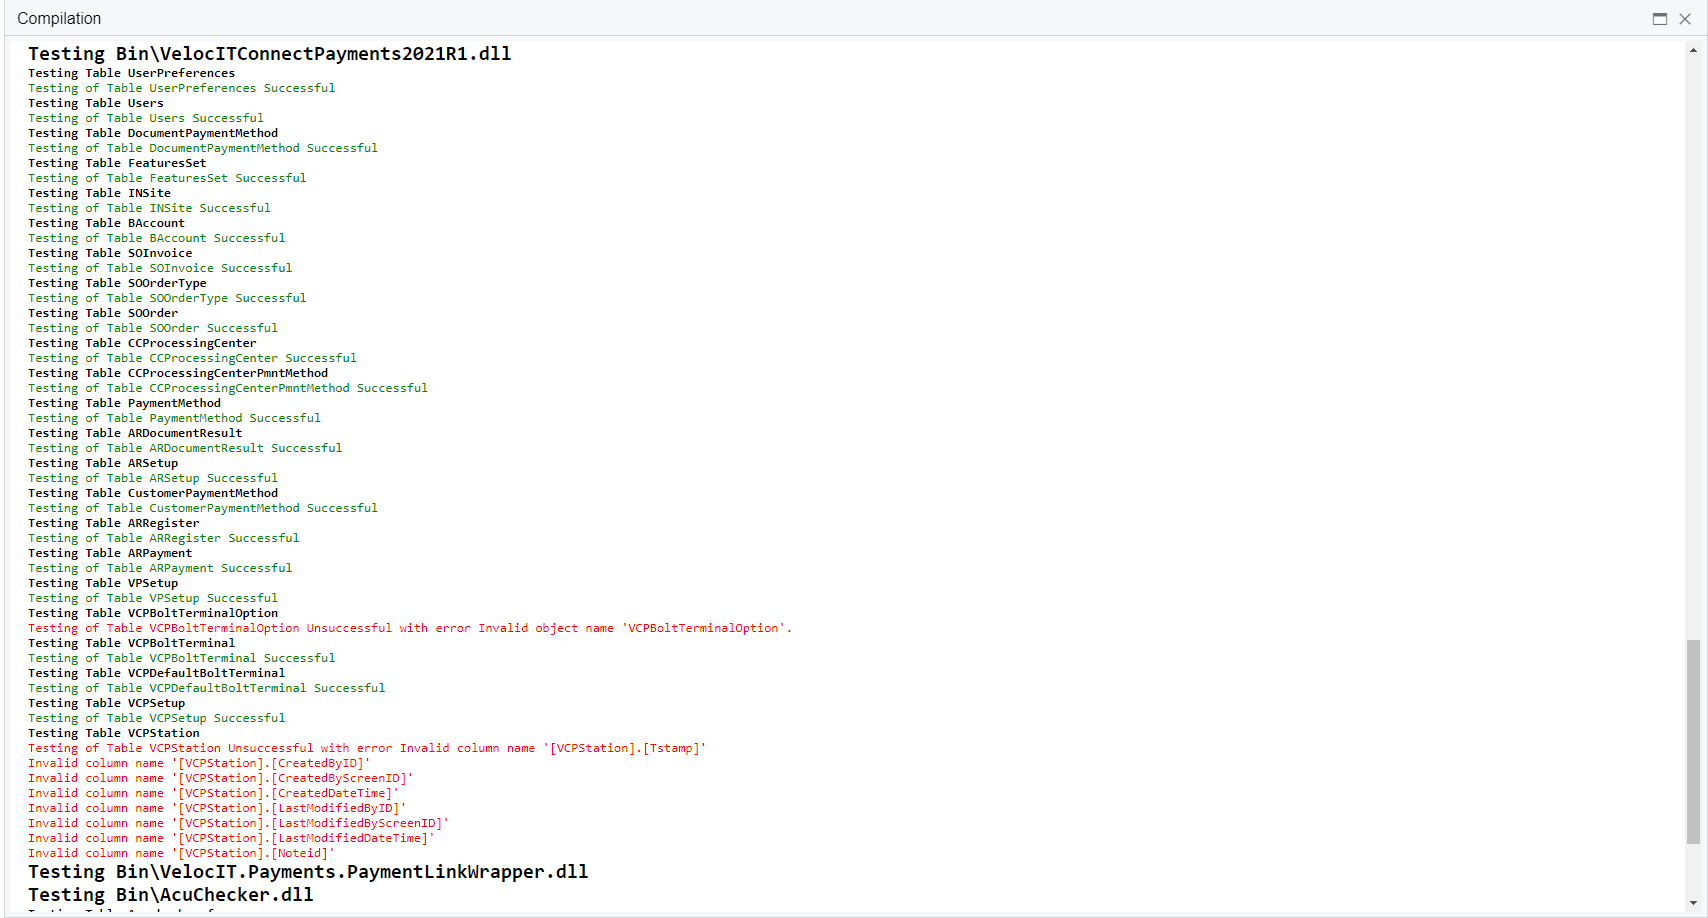 Compilation
Testing Bin\VelocITConnectPayments2021R1.dll
Testing Table UserPreferences
Testing of Table UserPreferences Successful
Testing Table Users
Testing of Table Users Successful
Testing Table DocumentPaymentMethod
Testing of Table DocumentPaymentMethod Successful
Testing Table FeaturesSet
Testing of Table FeaturesSet Successful
Testing Table INSite
Testing of Table INSite Successful
Testing Table BAccount
Testing of Table BAccount Successful
Testing Table SOInvoice
Testing of Table SOInvoice Successful
Testing Table SOOrderType
Testing of Table SOOrderType Successful
Testing Table SOOrder
Testing of Table SOOrder Successful
Testing Table CCProcessingCenter
Testing of Table CCProcessingCenter Successful
Testing Table CCProcessingCenterPmntMethod
Testing of Table CCProcessingCenterPmntMethod Successful
Testing Table PaymentMethod
Testing of Table PaymentMethod Successful
Testing Table ARDocumentResult
Testing of Table ARDocumentResult Successful
Testing Table ARSetup
Testing of Table ARSetup Successful
Testing Table CustomerPaymentMethod
Testing of Table CustomerPaymentMethod Successful
Testing Table ARRegister
Testing of Table ARRegister Successful
Testing Table ARPayment
Testing of Table ARPayment Successful
Testing Table VPSetup
Testing of Table VPSetup Successful
Testing Table VCPBoltTerminalOption
Testing of Table VCPBoltTerminalOption Unsuccessful with error Invalid object name 'VCPBoltTerminalOption'.
Testing Table VCPBoltTerminal
Testing of Table VCPBoltTerminal Successful
Testing Table VCPDefaultBoltTerminal
Testing of Table VCPDefaultBoltTerminal Successful
Testing Table VCPSetup
Testing of Table VCPSetup Successful
Testing Table VCPStation
Testing of Table VCPStation Unsuccessful with error Invalid column name '[VCPStation].[Tstamp]'
Invalid column name '[VCPStation].[CreatedByID]'
Invalid column name '[VCPStation].[CreatedByScreenID]'
Invalid column name '[VCPStation].[CreatedDateTime]'
Invalid column name '[VCPStation].[LastModifiedByID]'
Invalid column name '[VCPStation].[LastModifiedByScreenID]'
Invalid column name '[VCPStation].[LastModifiedDateTime]'
Invalid column name '[VCPStation].[Noteid]'
Testing Bin\VelocIT.Payments.PaymentLinkWrapper.dll
Testing Bin\AcuChecker.dll